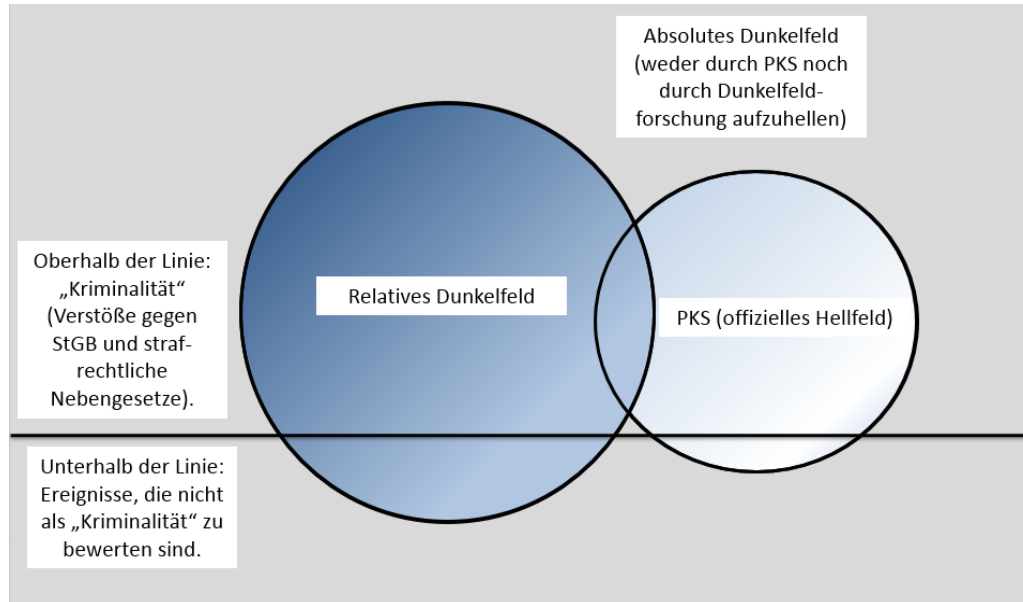 Absolutes Dunkelfeld
(weder durch PKS noch
durch Dunkelfeld-
forschung aufzuhellen)
Oberhalb der Linie:
„Kriminalität“
(Verstöße gegen
StGB und straf-
rechtliche
Nebengesetze).
Relatives Dunkelfeld
PKS (offizielles Hellfeld)
Unterhalb der Linie:
Ereignisse, die nicht
als „Kriminalität“ zu
bewerten sind.